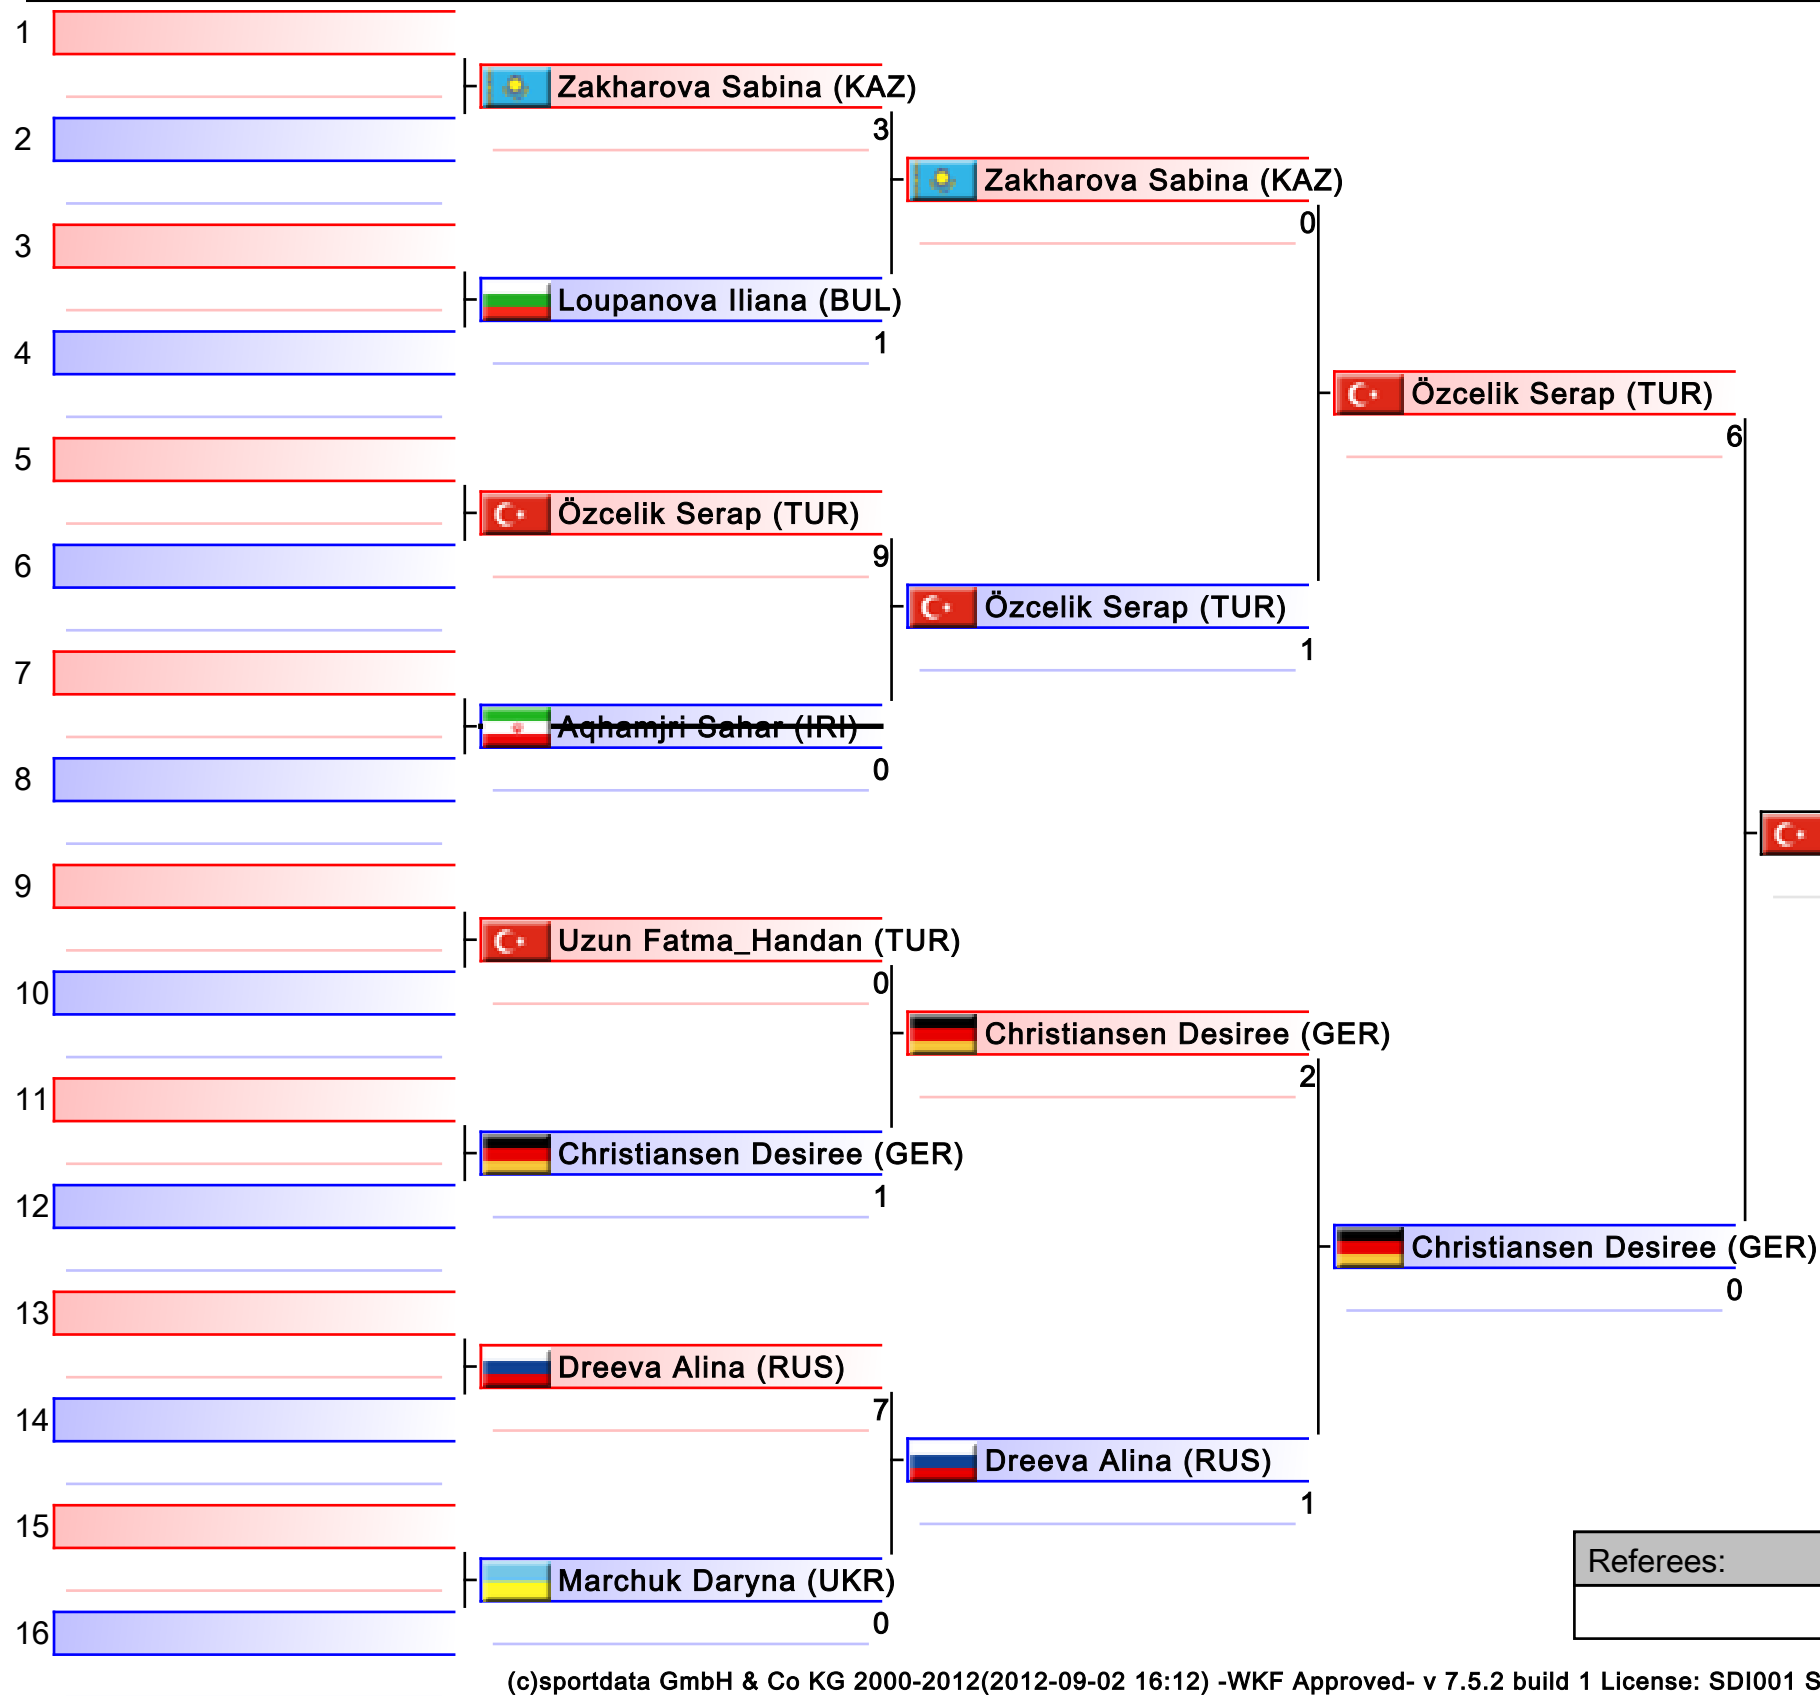 1
Zakharova Sabina (KAZ)
3
2
Zakharova Sabina (KAZ)
0
3
Loupanova Iliana (BUL)
1
4
Özcelik Serap (TUR)
6
5
Özcelik Serap (TUR)
9
6
Özcelik Serap (TUR)
1
7
Aqhamjri Sahar (IRI)
0
8
9
Uzun Fatma_Handan (TUR)
0
10
Christiansen Desiree (GER)
2
11
Christiansen Desiree (GER)
1
12
Christiansen Desiree (GER)
0
13
Dreeva Alina (RUS)
7
14
Dreeva Alina (RUS)
1
15
Marchuk Daryna (UKR)
0
16
Referees:
(c)sportdata GmbH & Co KG 2000-2012(2012-09-02 16:12) -WKF Approved- v 7.5.2 build 1 License: SDI001 S